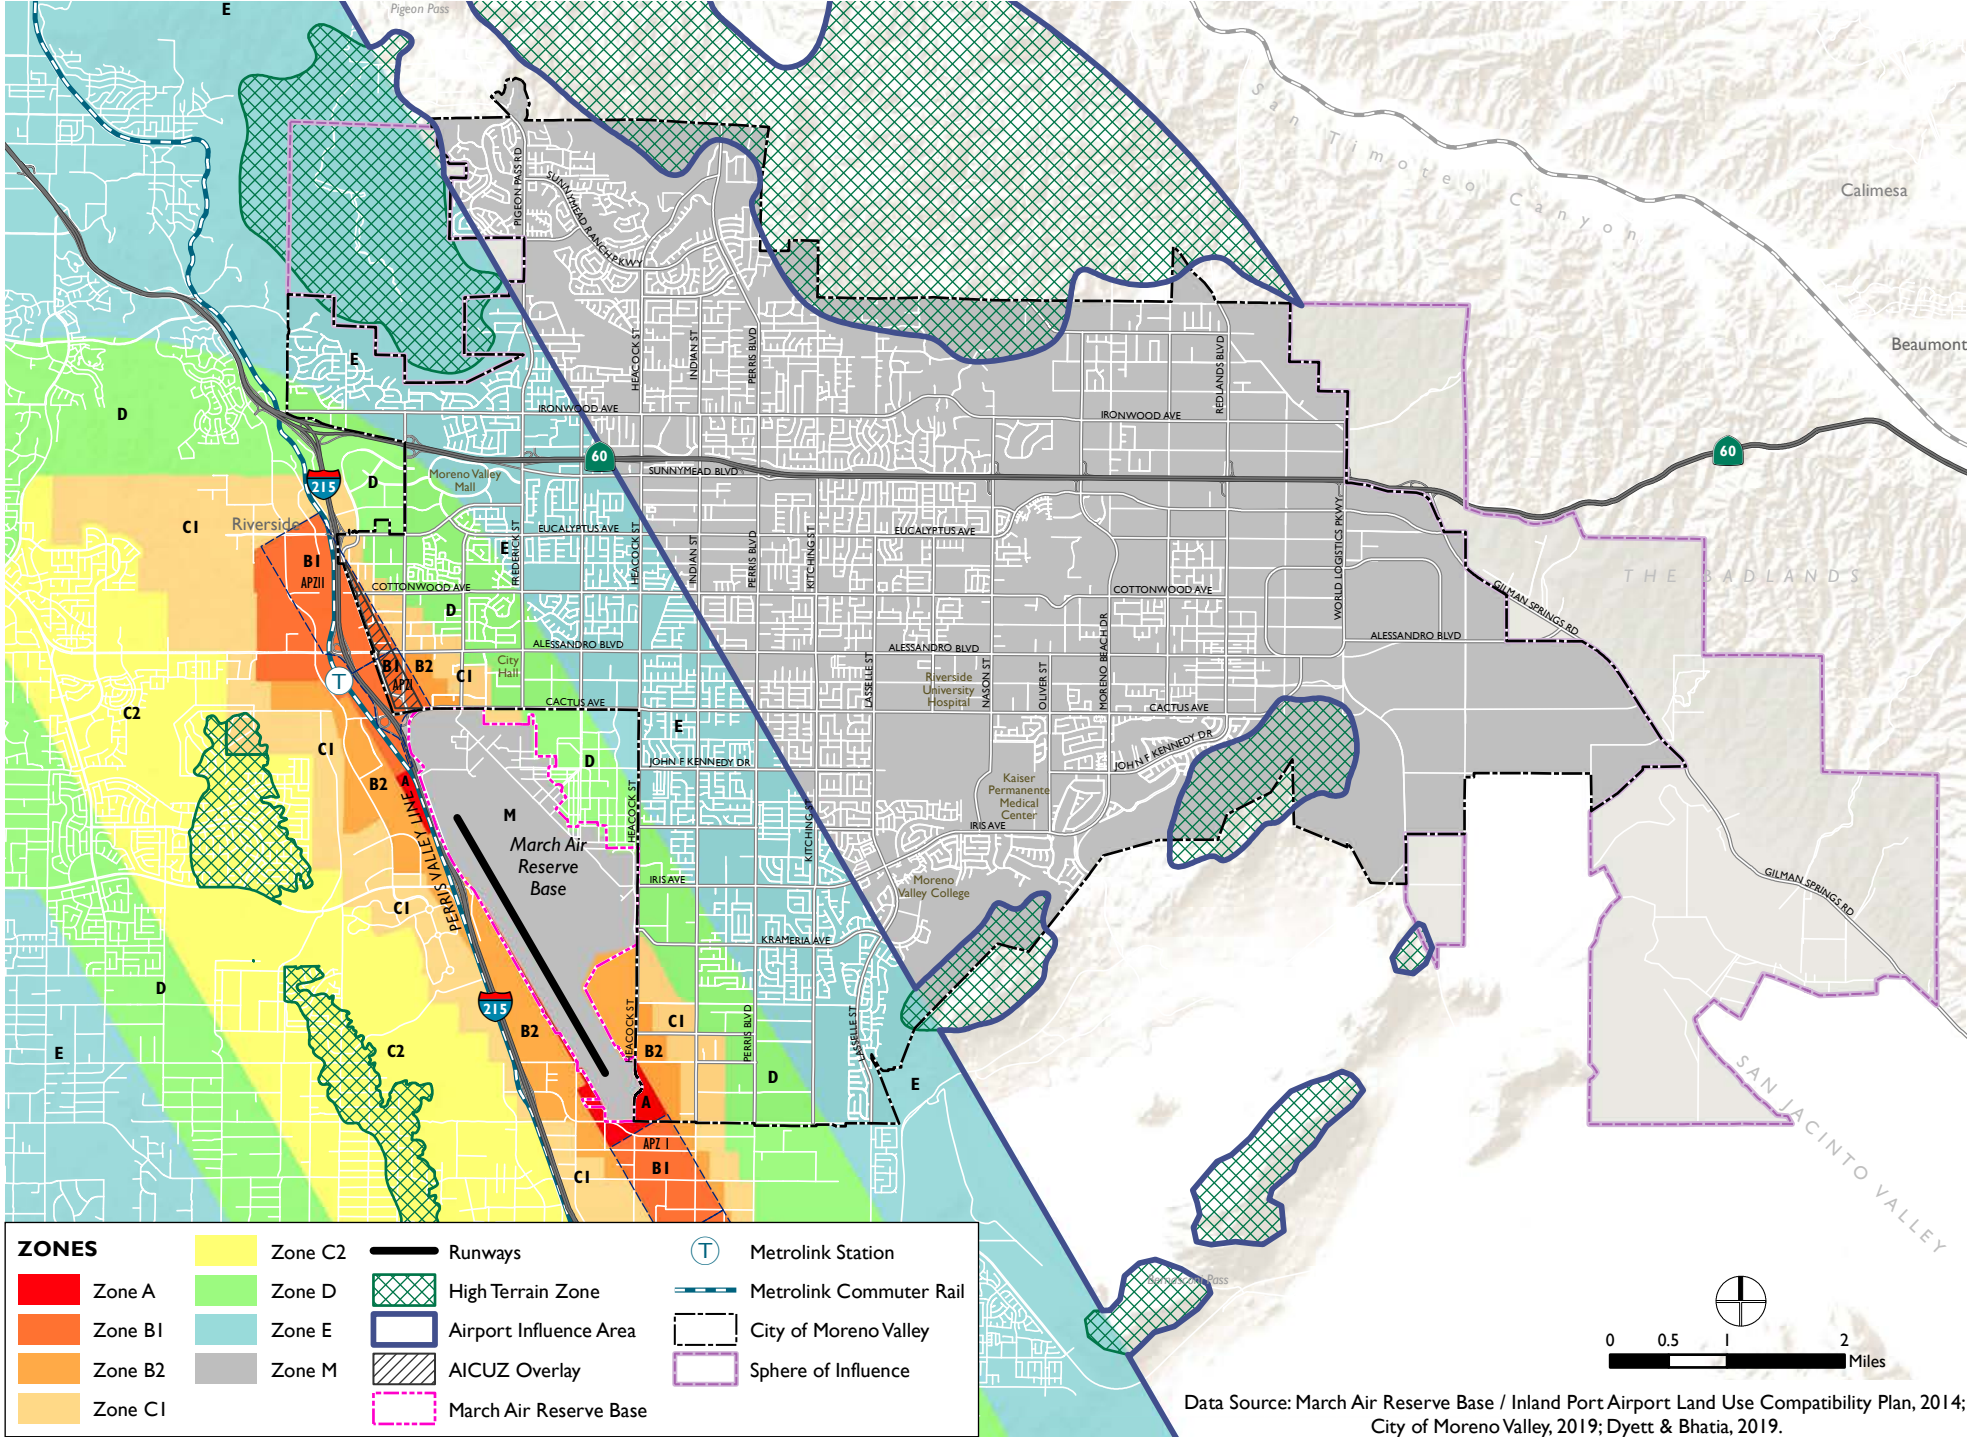 E
Pigeon Pass
San Timoteo Canyon
Calimesa
Beaumont
PIGEON PASS RD
SUNNYMEAD RANCH PKWY
HEACOCK ST
INDIAN ST
PERRIS BLVD
REDLANDS BLVD
E
D
IRONWOOD AVE
IRONWOOD AVE
60
60
SUNNYMEAD BLVD
Moreno Valley
Mall
215
D
C1
Riverside
EUCALYPTUS AVE
EUCALYPTUS AVE
E
FREDERICK ST
HEACOCK ST
INDIAN ST
PERRIS BLVD
KITCHING ST
WORLD LOGISTICS PKWY
THE BADLANDS
B1
APZII
COTTONWOOD AVE
COTTONWOOD AVE
GILMAN SPRINGS RD
D
ALESSANDRO BLVD
ALESSANDRO BLVD
ALESSANDRO BLVD
MORENO BEACH DR
B1
APZI
B2
C1
City
Hall
T
LASSELLE ST
Riverside
University
Hospital
NASON ST
OLIVER ST
CACTUS AVE
CACTUS AVE
C2
E
C1
D
JOHN F KENNEDY DR
JOHN F KENNEDY DR
B2
A
Kaiser
Permanente
Medical
Center
M
March Air
Reserve
Base
HEACOCK ST
KITCHING ST
IRIS AVE
PERRIS VALLEY LINE
IRIS AVE
Moreno
Valley College
GILMAN SPRINGS RD
C1
KRAMERIA AVE
D
215
B2
HEACOCK ST
C1
PERRIS BLVD
LASSELLE ST
E
C2
B2
D
E
A
SAN JACINTO VALLEY
APZ I
B1
C1
Bernasconi Pass
ZONES
Zone A
Zone B1
Zone B2
Zone C1
Zone C2
Zone D
Zone E
Zone M
Runways
High Terrain Zone
Airport Influence Area
AICUZ Overlay
March Air Reserve Base
T
Metrolink Station
Metrolink Commuter Rail
City of Moreno Valley
Sphere of Influence
0 0.5 1 2
Miles
Data Source: March Air Reserve Base / Inland Port Airport Land Use Compatibility Plan, 2014;
City of Moreno Valley, 2019; Dyett & Bhatia, 2019.